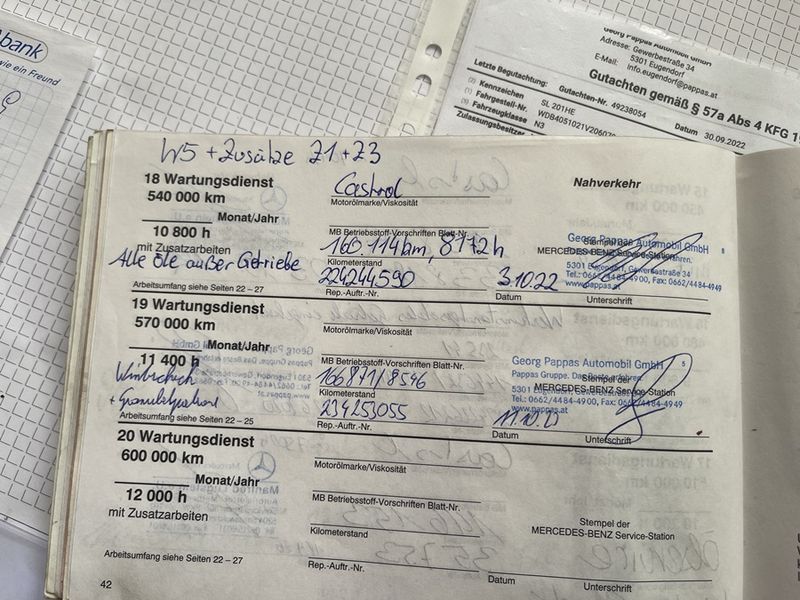 bank
wie ein Freund
Georg Pappas Automobil GmbH
Adresse: Gewerbestraße 34
5301 Eugendorf
E-Mail: info.eugendorf@pappas.at
Gutachten gemäß § 57a Abs 4 KFG 19
Letzte Begutachtung:
Gutachten-Nr. 49238054
Datum 30.09.2022
(2) Kennzeichen SL 201HE
(1) Fahrgestell-Nr.
(3) Fahrzeugklasse N3
Zulassungsbesitzer
W5 + Zusätze Z1 + Z3
18 Wartungsdienst
540 000 km
Castrol
Motorölmarke/Viskosität
Nahverkehr
Monat/Jahr
10 800 h
mit Zusatzarbeiten
MB Betriebsstoff-Vorschriften Blatt-Nr.
160.114 km, 8172 h
Kilometerstand
Alle Öle außer Getriebe
224244590
Rep.-Auftr.-Nr.
3.10.22
Datum
Georg Pappas Automobil GmbH
Stempel der
MERCEDES-BENZ Service-Station
5301 Eugendorf, Gewerbestraße 34
Tel.: 0662/4484-4900, Fax: 0662/4484-4949
www.pappas.at
Unterschrift
Arbeitsumfang siehe Seiten 22 – 27
19 Wartungsdienst
570 000 km
Motorölmarke/Viskosität
Monat/Jahr
11 400 h
MB Betriebsstoff-Vorschriften Blatt-Nr.
166871/8546
Kilometerstand
234253055
Rep.-Auftr.-Nr.
Datum
Georg Pappas Automobil GmbH
Pappas Gruppe. Das Beste erfahren.
Stempel der
MERCEDES-BENZ Service-Station
5301 Eugendorf, Gewerbestraße 34
Tel.: 0662/4484-4900, Fax: 0662/4484-4949
www.pappas.at
Unterschrift
Arbeitsumfang siehe Seiten 22 – 25
20 Wartungsdienst
600 000 km
Motorölmarke/Viskosität
Monat/Jahr
12 000 h
mit Zusatzarbeiten
MB Betriebsstoff-Vorschriften Blatt-Nr.
Kilometerstand
Stempel der
MERCEDES-BENZ Service-Station
Arbeitsumfang siehe Seiten 22 – 27
Rep.-Auftr.-Nr.
Datum
Unterschrift
42